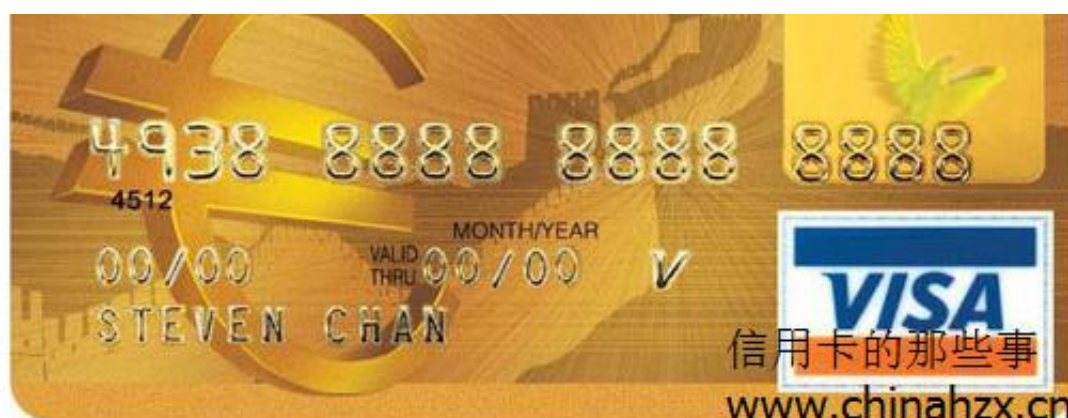 4938 8888 8888 8888
4512
MONTH/YEAR
00/00 VALID THRU 00/00 V
STEVEN CHAN
VISA
信用卡的那些事
www.chinahzx.cn